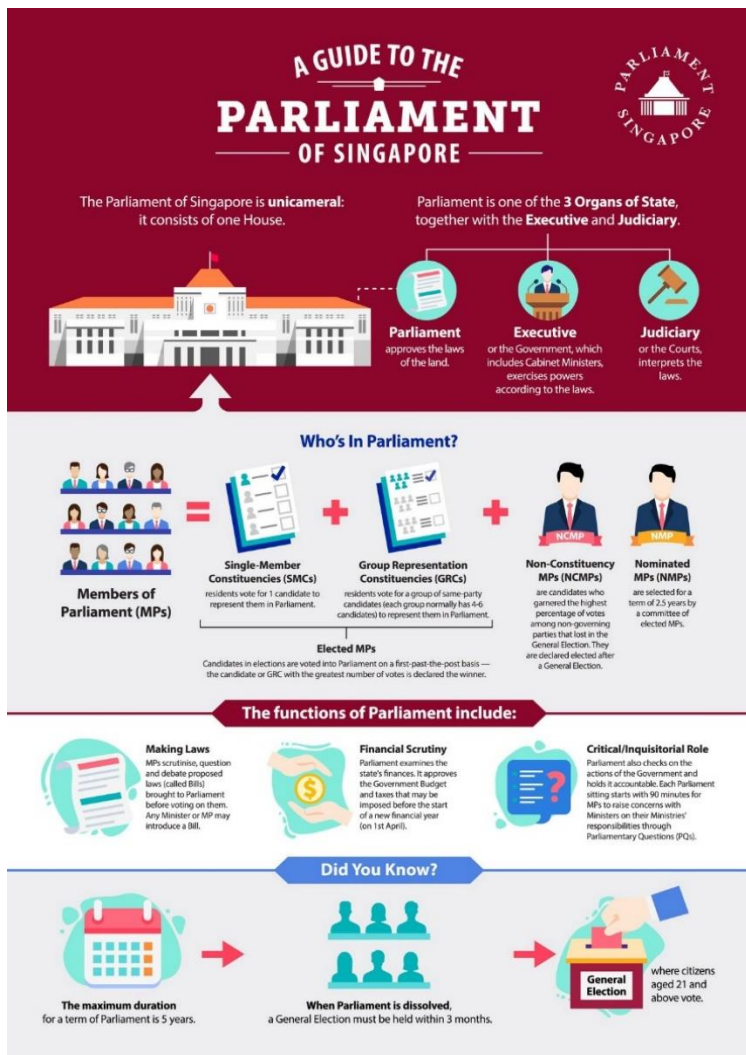 A GUIDE TO THE
PARLIAMENT
OF SINGAPORE
PARLIAMENT
SINGAPORE
The Parliament of Singapore is unicameral:
it consists of one House.
Parliament is one of the 3 Organs of State,
together with the Executive and Judiciary.
Parliament
approves the laws
of the land.
Executive
or the Government, which
includes Cabinet Ministers,
exercises powers
according to the laws.
Judiciary
or the Courts,
interprets the
laws.
Who's In Parliament?
Members of
Parliament (MPs)
=
Single-Member
Constituencies (SMCs)
residents vote for 1 candidate to
represent them in Parliament.
+
Group Representation
Constituencies (GRCs)
residents vote for a group of same-party
candidates (each group normally has 4-6
candidates) to represent them in Parliament.
Elected MPs
Candidates in elections are voted into Parliament on a first-past-the-post basis —
the candidate or GRC with the greatest number of votes is declared the winner.
+
NCMP
Non-Constituency
MPs (NCMPs)
are candidates who
garnered the highest
percentage of votes
among non-governing
parties that lost in the
General Election. They
are declared elected after
a General Election.
NMP
Nominated
MPs (NMPs)
are selected for a
term of 2.5 years by
a committee of
elected MPs.
The functions of Parliament include:
Making Laws
MPs scrutinise, question
and debate proposed
laws (called Bills)
brought to Parliament
before voting on them.
Any Minister or MP may
introduce a Bill.
Financial Scrutiny
Parliament examines the
state's finances. It approves
the Government Budget
and taxes that may be
imposed before the start
of a new financial year
(on 1st April).
$
Critical/Inquisitorial Role
Parliament also checks on the
actions of the Government and
holds it accountable. Each Parliament
sitting starts with 90 minutes for
MPs to raise concerns with
Ministers on their Ministries'
responsibilities through
Parliamentary Questions (PQs).
?
Did You Know?
The maximum duration
for a term of Parliament is 5 years.
When Parliament is dissolved,
a General Election must be held within 3 months.
General
Election
where citizens
aged 21 and
above vote.